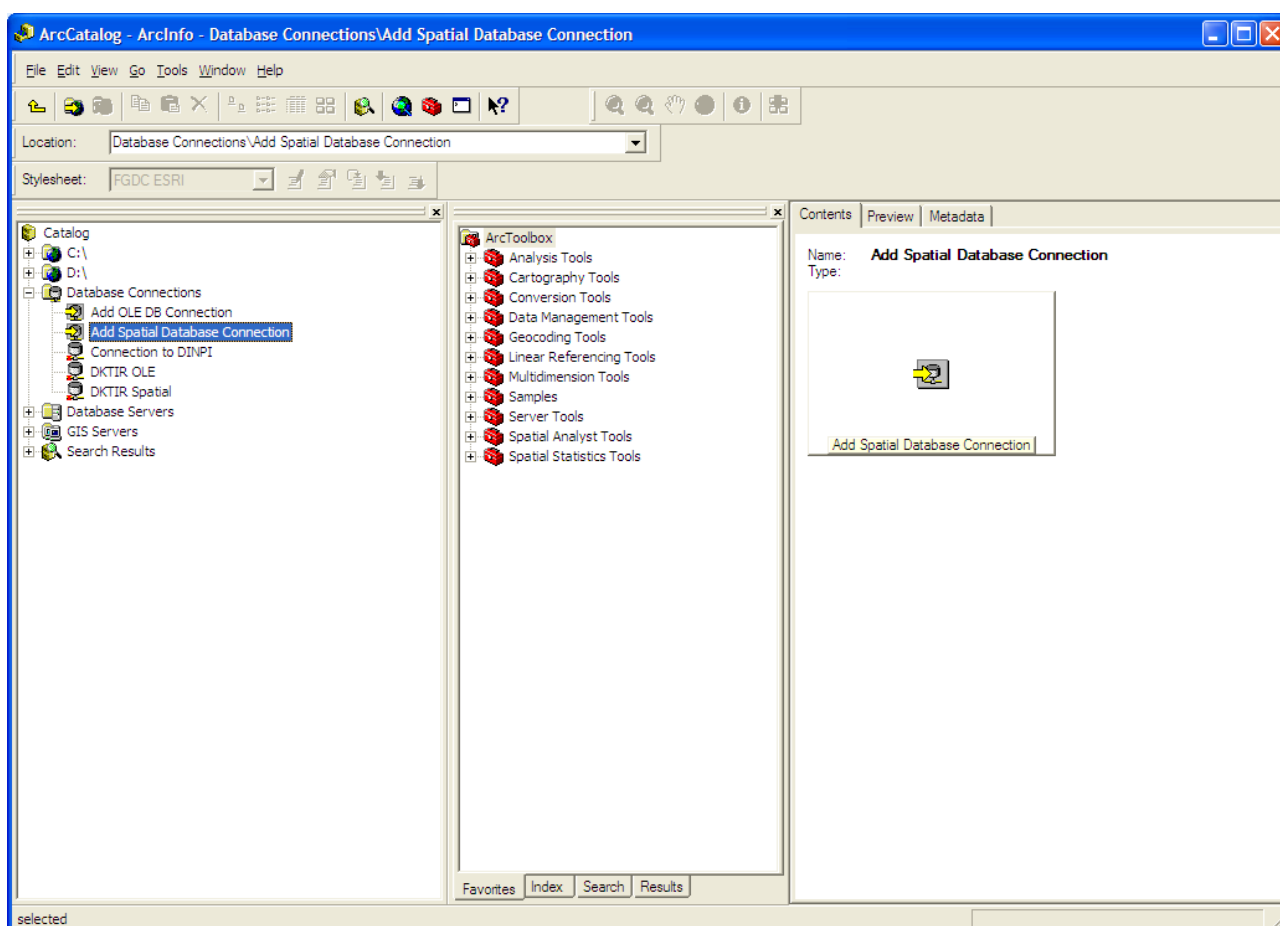 ArcCatalog - ArcInfo - Database Connections\Add Spatial Database Connection
File Edit View Go Tools Window Help
Location: Database Connections\Add Spatial Database Connection
Stylesheet: FGDC ESRI
Catalog
C:\
D:\
Database Connections
Add OLE DB Connection
Add Spatial Database Connection
Connection to DINPI
DKTIR OLE
DKTIR Spatial
Database Servers
GIS Servers
Search Results
ArcToolbox
Analysis Tools
Cartography Tools
Conversion Tools
Data Management Tools
Geocoding Tools
Linear Referencing Tools
Multidimension Tools
Samples
Server Tools
Spatial Analyst Tools
Spatial Statistics Tools
Favorites Index Search Results
Contents Preview Metadata
Name: Add Spatial Database Connection
Type:
Add Spatial Database Connection
selected